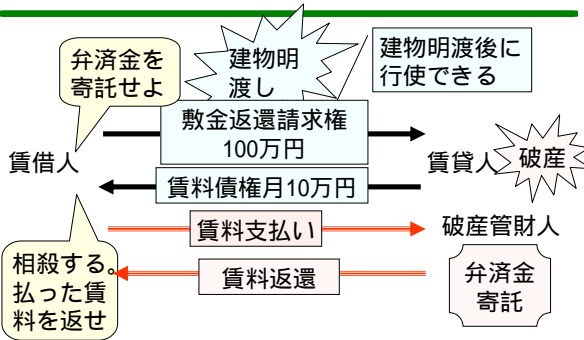 弁済金を
寄託せよ
建物明
渡し
建物明渡後に
行使できる
敷金返還請求権
100万円
賃借人
賃貸人
破産
賃料債権月10万円
賃料支払い
破産管財人
相殺する。
払った賃
料を返せ
賃料返還
弁済金
寄託